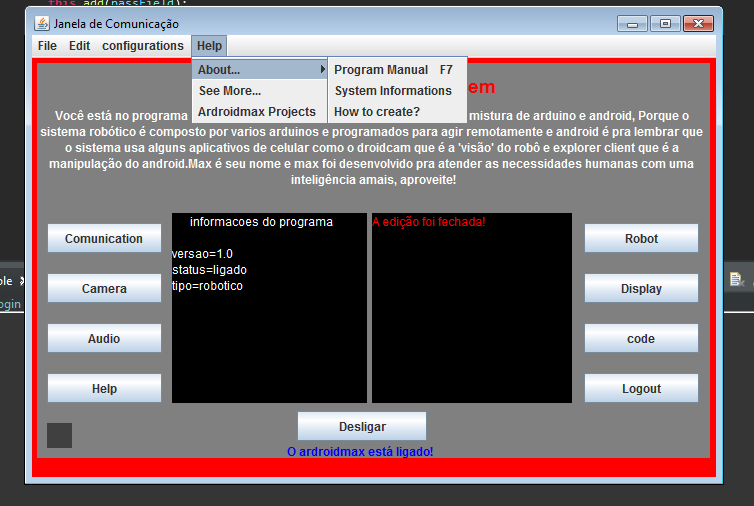 this.add(passField);
Janela de Comunicação
File Edit configurations Help
About... Program Manual F7
See More... System Informations
Ardroidmax Projects How to create?
em
Você está no programa mistura de arduino e android, Porque o
sistema robótico é composto por varios arduinos e programados para agir remotamente e android é pra lembrar que
o sistema usa alguns aplicativos de celular como o droidcam que é a 'visão' do robô e explorer client que é a
manipulação do android.Max é seu nome e max foi desenvolvido pra atender as necessidades humanas com uma
inteligência amais, aproveite!
Comunication
Camera
Audio
Help
informacoes do programa
versao=1.0
status=ligado
tipo=robotico
A edição foi fechada!
Robot
Display
code
Logout
Desligar
O ardroidmax está ligado!
ole
ogin